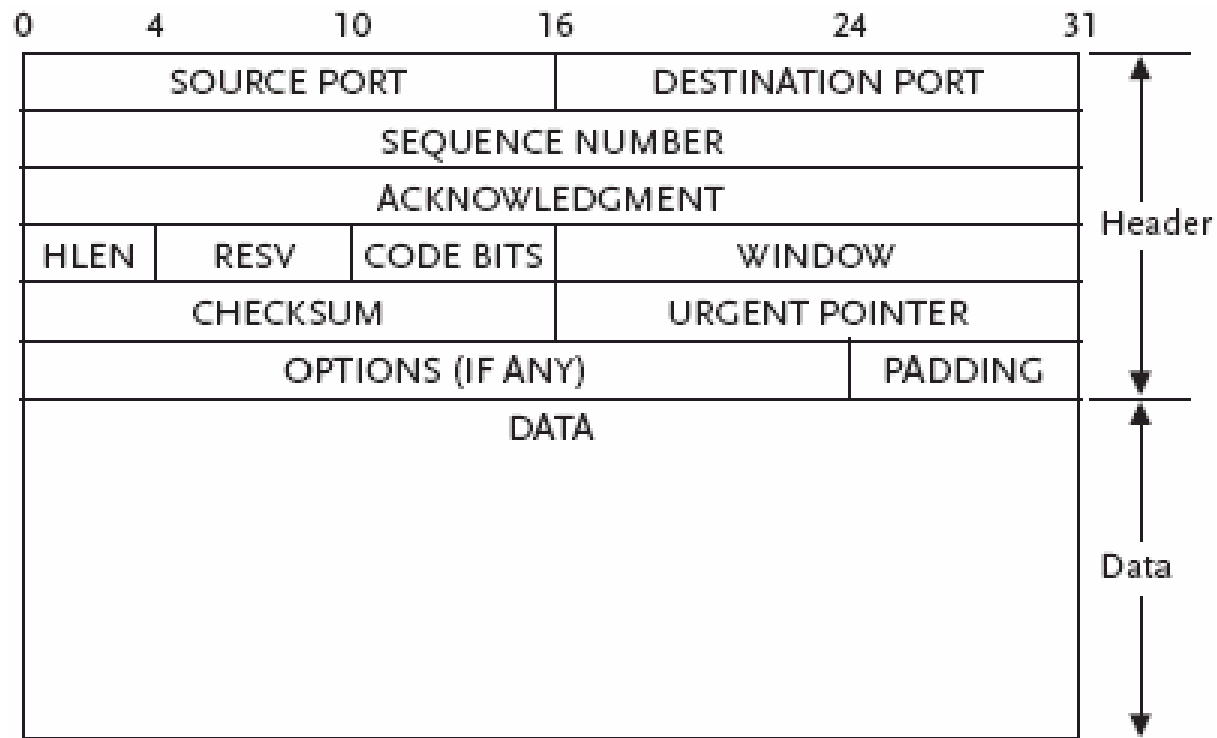 0 4 10 16 24 31
SOURCE PORT DESTINATION PORT
SEQUENCE NUMBER
ACKNOWLEDGMENT
Header
HLEN RESV CODE BITS WINDOW
CHECKSUM URGENT POINTER
OPTIONS (IF ANY) PADDING
DATA
Data